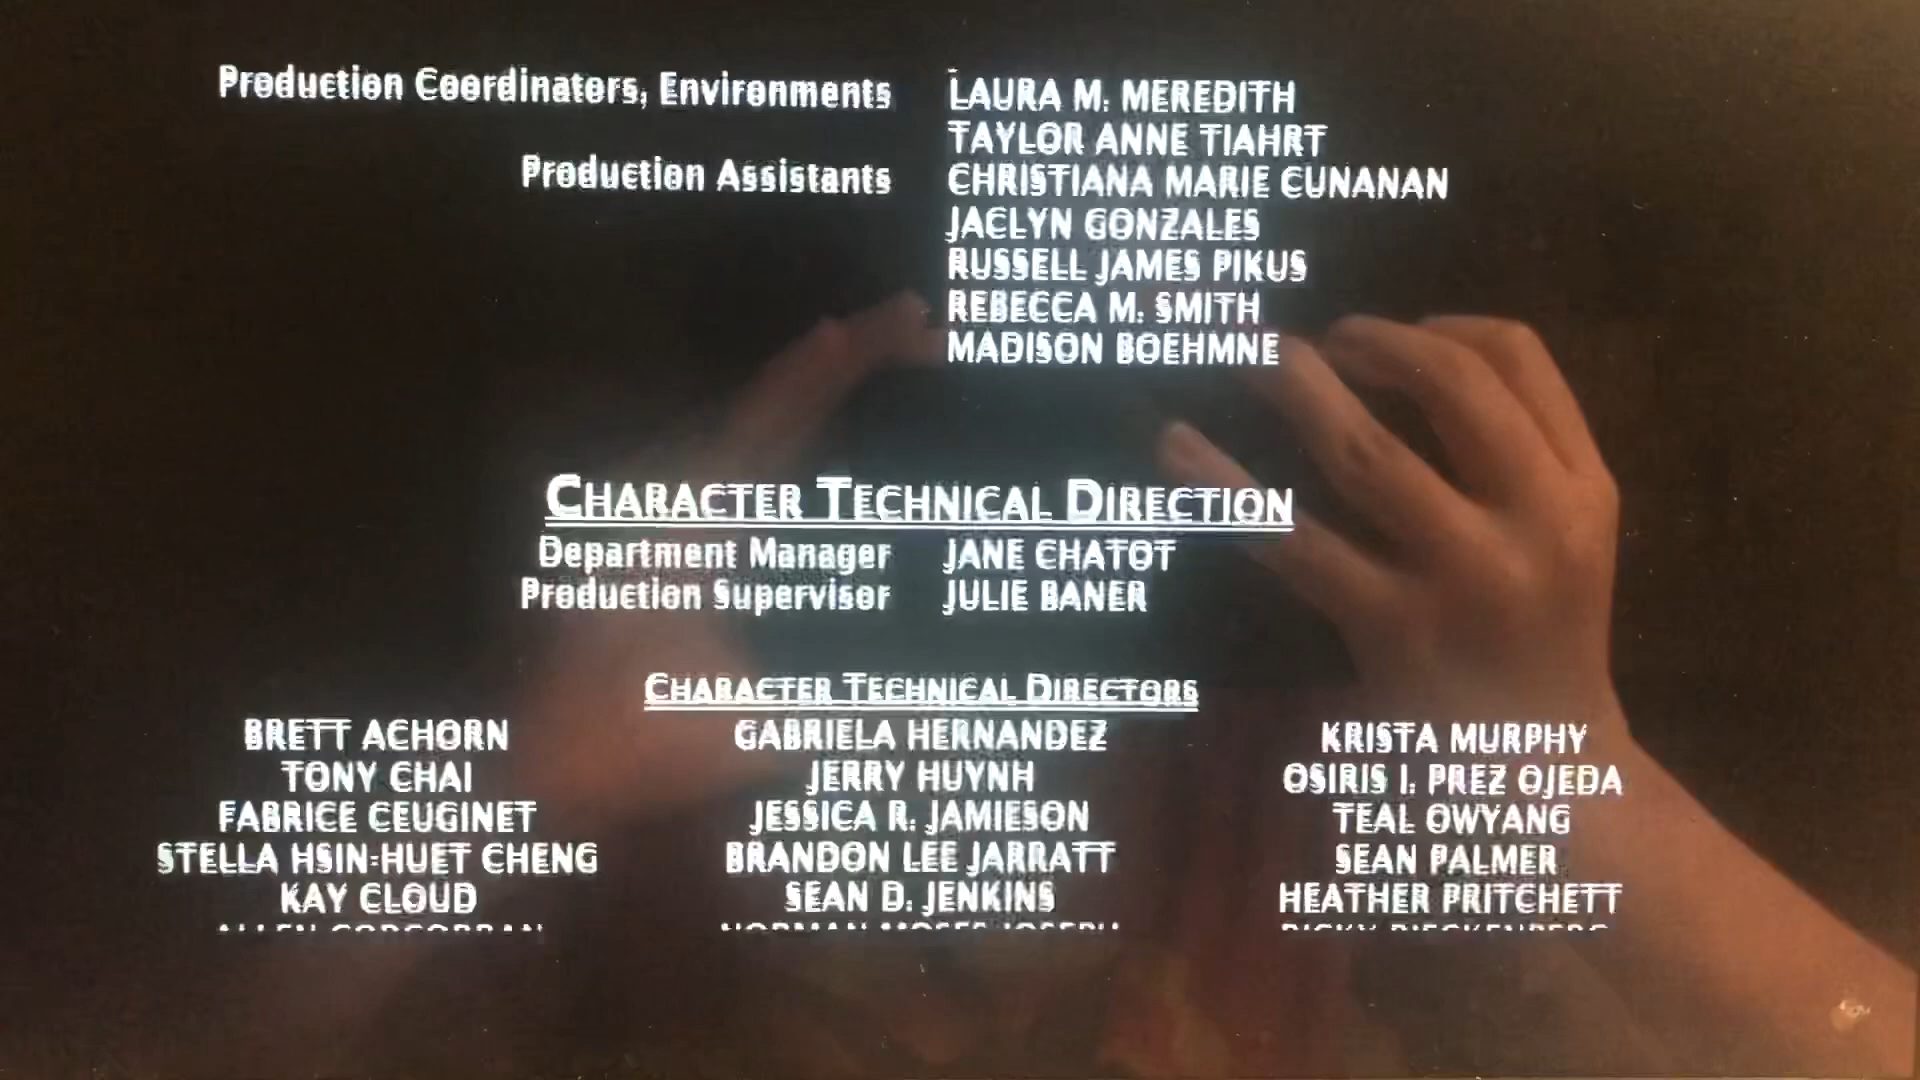 Production Coordinators, Environments LAURA M. MEREDITH
TAYLOR ANNE TIAHRT
Production Assistants CHRISTIANA MARIE CUNANAN
JACLYN GONZALES
RUSSELL JAMES PIKUS
REBECCA M. SMITH
MADISON BOEHMNE
CHARACTER TECHNICAL DIRECTION
Department Manager JANE CHATOT
Production Supervisor JULIE BANER
CHARACTER TECHNICAL DIRECTORS
BRETT ACHORN GABRIELA HERNANDEZ KRISTA MURPHY
TONY CHAI JERRY HUYNH OSIRIS I. PREZ OJEDA
FABRICE CEUGINET JESSICA R. JAMIESON TEAL OWYANG
STELLA HSIN-HUET CHENG BRANDON LEE JARRATT SEAN PALMER
KAY CLOUD SEAN D. JENKINS HEATHER PRITCHETT